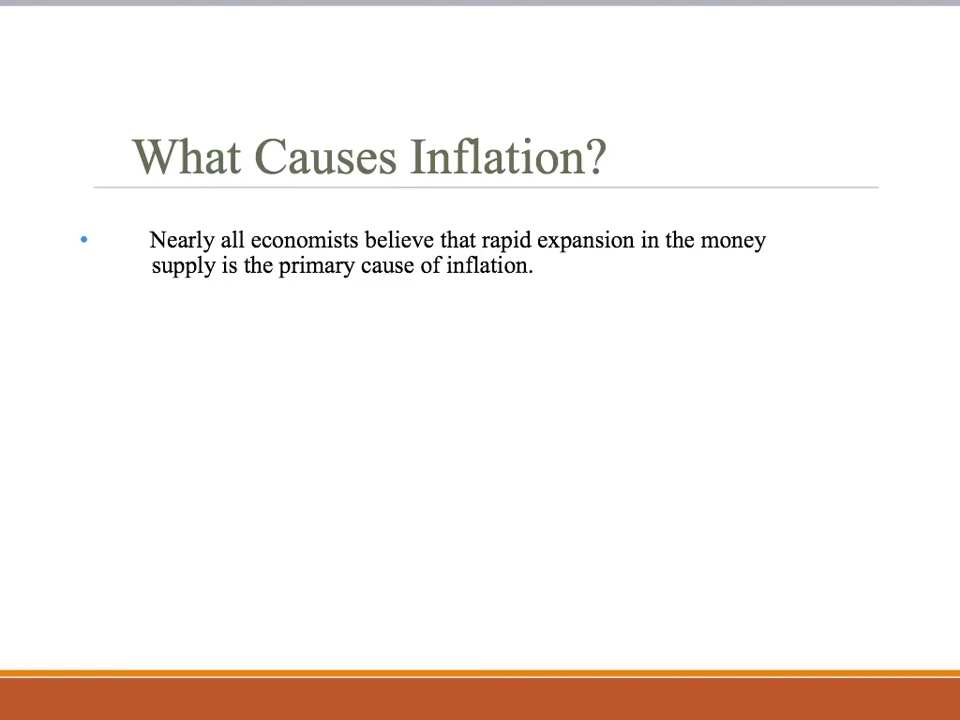 What Causes Inflation?
• Nearly all economists believe that rapid expansion in the money
supply is the primary cause of inflation.